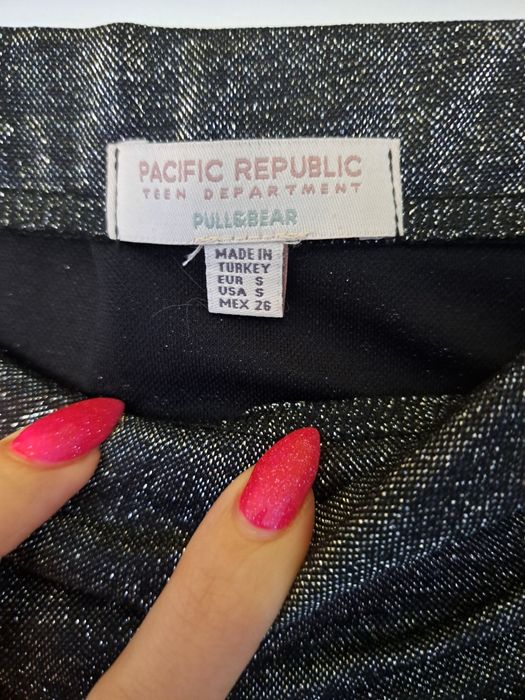 PACIFIC REPUBLIC
TEEN DEPARTMENT
PULL&BEAR
MADE IN
TURKEY
EUR S
USA S
MEX 26